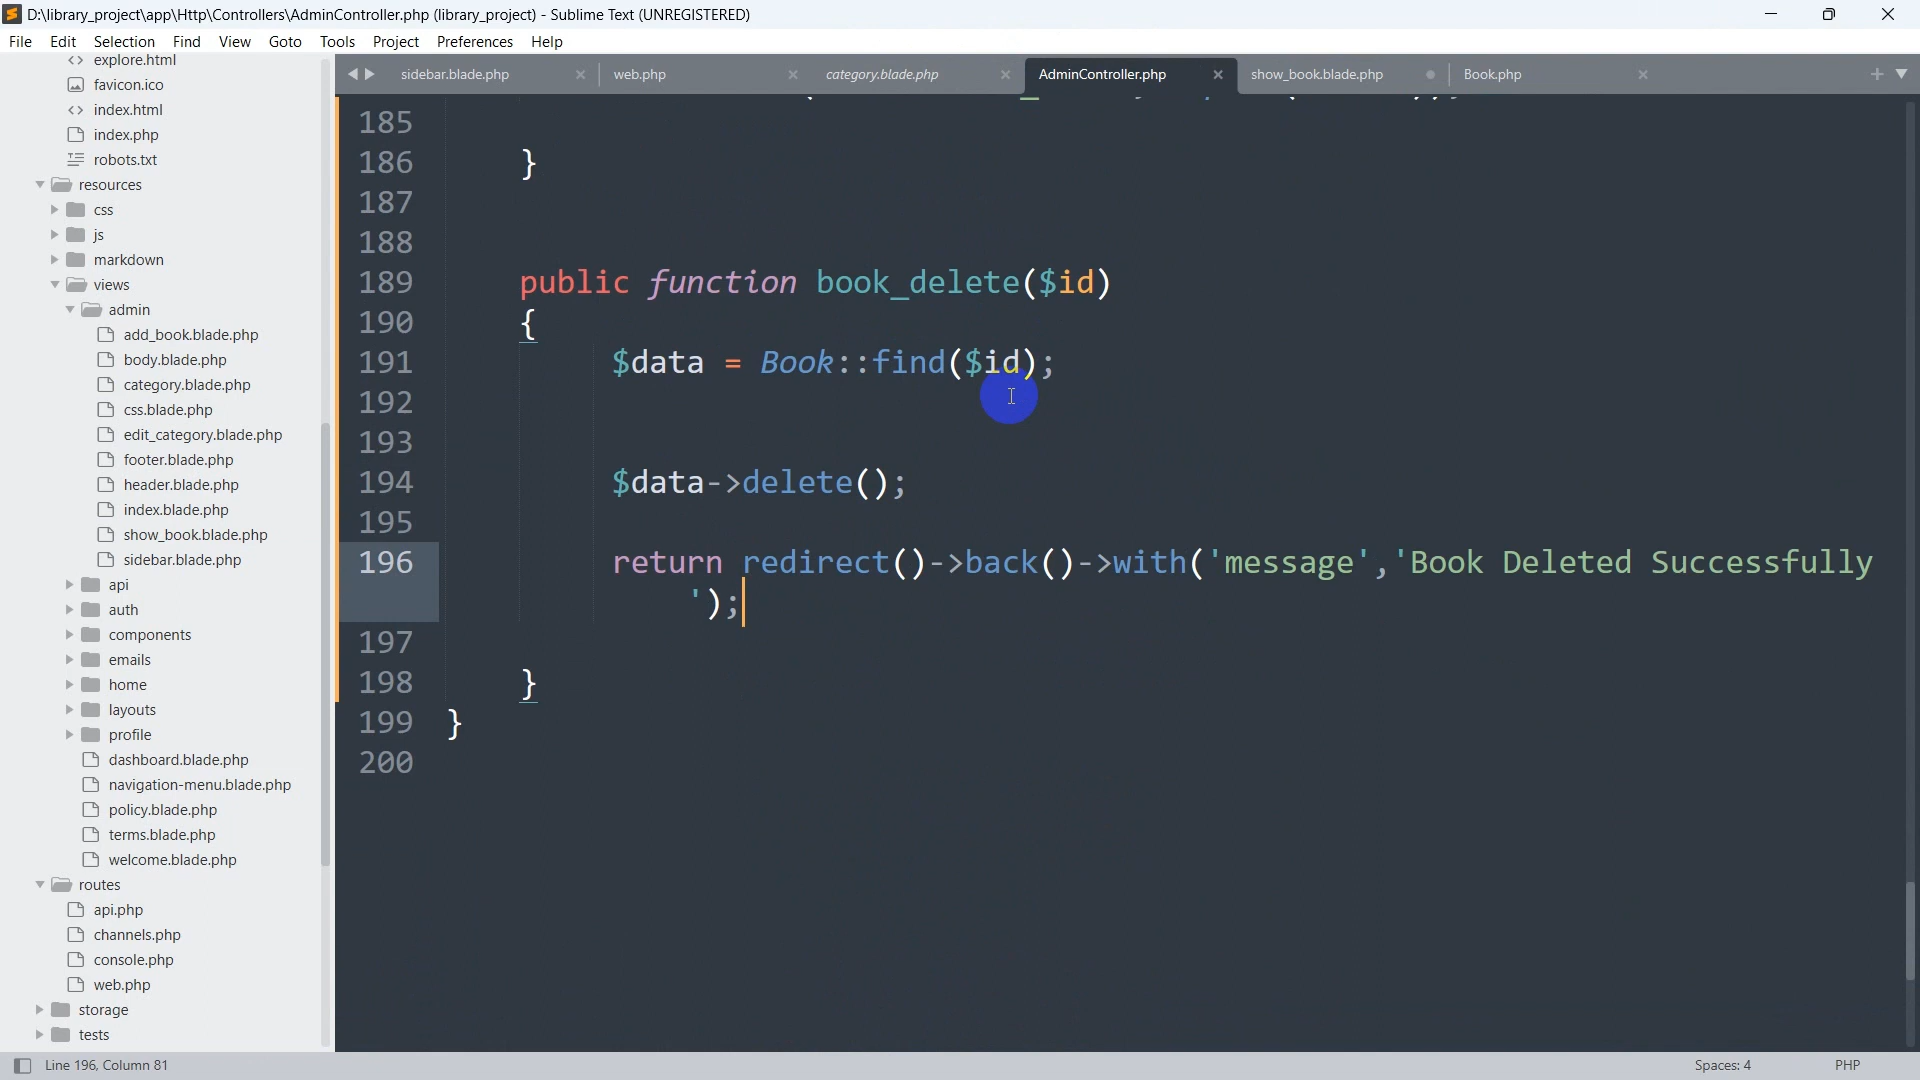 D:\library_project\app\Http\Controllers\AdminController.php (library_project) - Sublime Text (UNREGISTERED)
File Edit Selection Find View Goto Tools Project Preferences Help
explore.html
favicon.ico
index.html
index.php
robots.txt
resources
css
js
markdown
views
admin
add_book.blade.php
body.blade.php
category.blade.php
css.blade.php
edit_category.blade.php
footer.blade.php
header.blade.php
index.blade.php
show_book.blade.php
sidebar.blade.php
api
auth
components
emails
home
layouts
profile
dashboard.blade.php
navigation-menu.blade.php
policy.blade.php
terms.blade.php
welcome.blade.php
routes
api.php
channels.php
console.php
web.php
storage
tests
sidebar.blade.php web.php category.blade.php AdminController.php show_book.blade.php Book.php
185
186 }
187
188
189 public function book_delete($id)
190 {
191 $data = Book::find($id);
192
193
194 $data->delete();
195
196 return redirect()->back()->with('message','Book Deleted Successfully
');
197
198 }
199 }
200
Line 196, Column 81 Spaces: 4 PHP